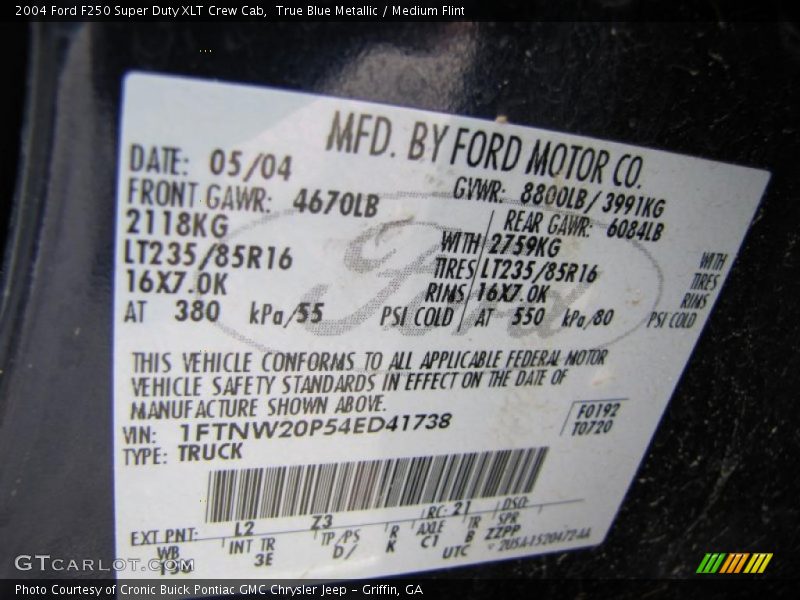 2004 Ford F250 Super Duty XLT Crew Cab, True Blue Metallic / Medium Flint
MFD. BY FORD MOTOR CO.
DATE: 05/04
GVWR: 8800LB/ 3991KG
FRONT GAWR: 4670LB
REAR GAWR: 6084LB
2118KG
WITH 2759KG
WITH
LT235/85R16
TIRES LT235/85R16
TIRES
16X7.0K
RIMS 16X7.0K
RIMS
AT 380 kPa/55 PSI COLD
AT 550 kPa/80 PSI COLD
Ford
THIS VEHICLE CONFORMS TO ALL APPLICABLE FEDERAL MOTOR
VEHICLE SAFETY STANDARDS IN EFFECT ON THE DATE OF
MANUFACTURE SHOWN ABOVE.
F0192
T0720
VIN: 1FTNW20P54ED41738
TYPE: TRUCK
EXT PNT: L2 Z3 RC: 21 DSO:
WB INT TR TP/PS R AXLE TR SPR
3E D/ K C1 B ZZPP
UTC
GTCARLOT.COM
Photo Courtesy of Cronic Buick Pontiac GMC Chrysler Jeep - Griffin, GA